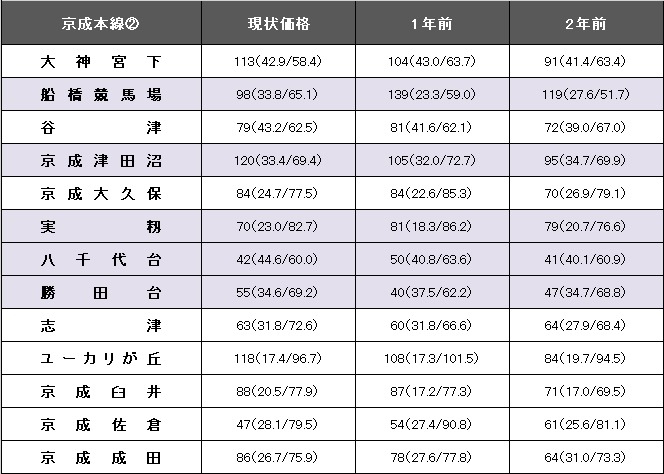 京成本線② 現状価格 1年前 2年前
大神宮下 113(42.9/58.4) 104(43.0/63.7) 91(41.4/63.4)
船橋競馬場 98(33.8/65.1) 139(23.3/59.0) 119(27.6/51.7)
谷津 79(43.2/62.5) 81(41.6/62.1) 72(39.0/67.0)
京成津田沼 120(33.4/69.4) 105(32.0/72.7) 95(34.7/69.9)
京成大久保 84(24.7/77.5) 84(22.6/85.3) 70(26.9/79.1)
実籾 70(23.0/82.7) 81(18.3/86.2) 79(20.7/76.6)
八千代台 42(44.6/60.0) 50(40.8/63.6) 41(40.1/60.9)
勝田台 55(34.6/69.2) 40(37.5/62.2) 47(34.7/68.8)
志津 63(31.8/72.6) 60(31.8/66.6) 64(27.9/68.4)
ユーカリが丘 118(17.4/96.7) 108(17.3/101.5) 84(19.7/94.5)
京成臼井 88(20.5/77.9) 87(17.2/77.3) 71(17.0/69.5)
京成佐倉 47(28.1/79.5) 54(27.4/90.8) 61(25.6/81.1)
京成成田 86(26.7/75.9) 78(27.6/77.8) 64(31.0/73.3)